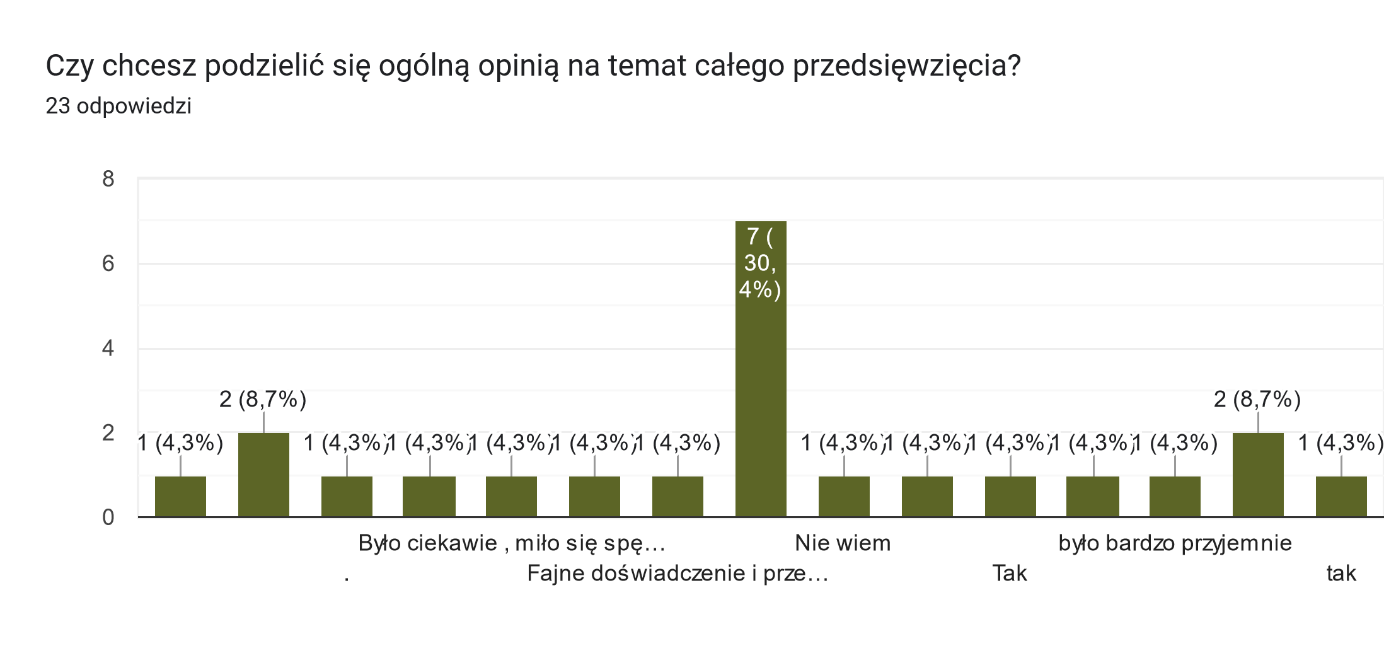 Czy chcesz podzielić się ogólną opinią na temat całego przedsięwzięcia?
23 odpowiedzi
8
6
4
2
0
1 (4,3%)
2 (8,7%)
1 (4,3%)
1 (4,3%)
1 (4,3%)
1 (4,3%)
1 (4,3%)
7 (
30,
4%)
1 (4,3%)
1 (4,3%)
1 (4,3%)
1 (4,3%)
1 (4,3%)
2 (8,7%)
1 (4,3%)
Było ciekawie , miło się spę…
Nie wiem
było bardzo przyjemnie
.
Fajne doświadczenie i prze…
Tak
tak